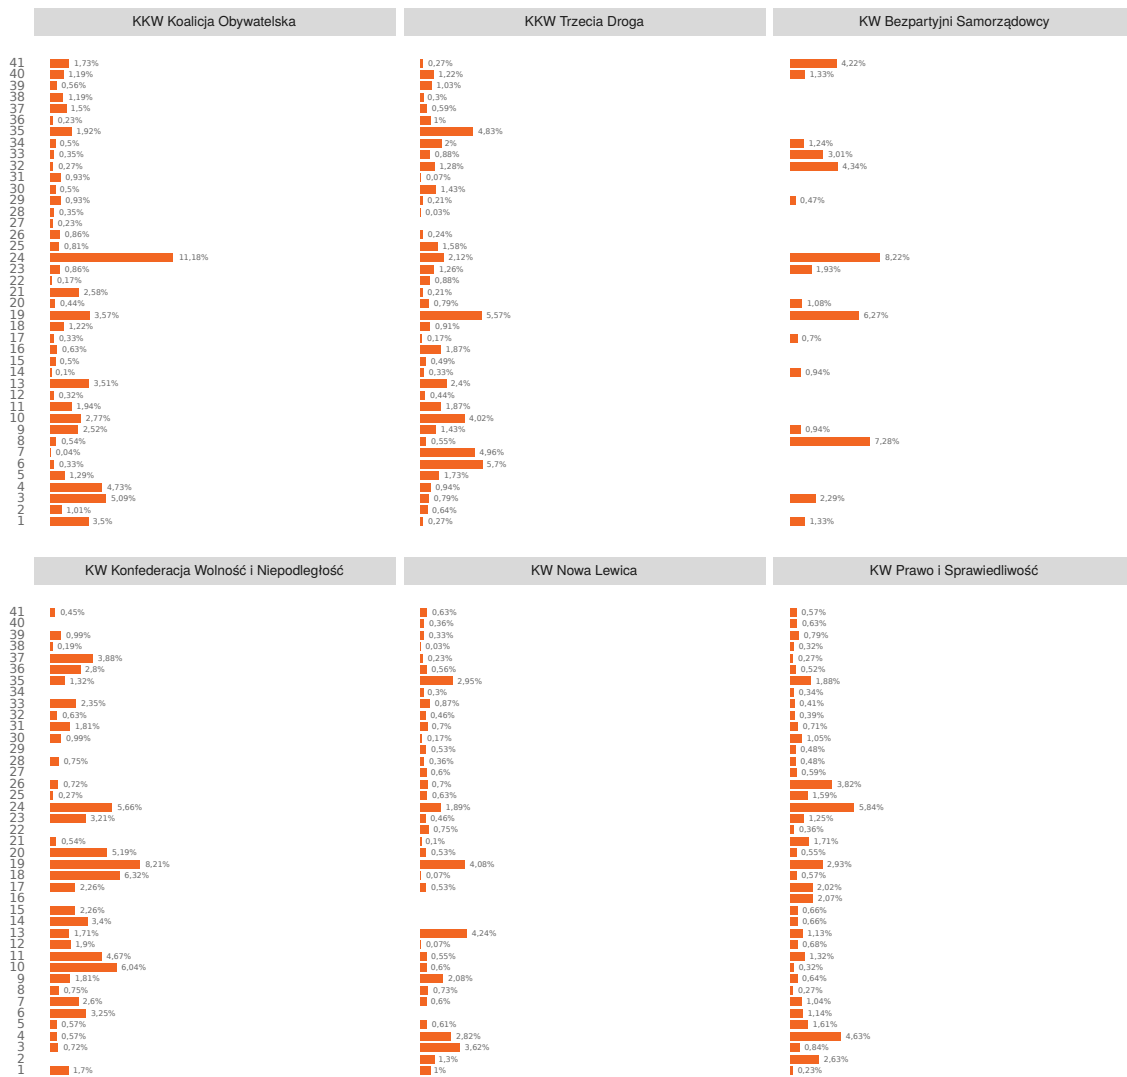 KKW Koalicja Obywatelska KKW Trzecia Droga KW Bezpartyjni Samorządowcy
41 1,73% 0,27% 4,22%
40 1,19% 1,22% 1,33%
39 0,56% 1,03%
38 1,19% 0,3%
37 1,5% 0,59%
36 0,23% 1%
35 1,92% 4,83%
34 0,5% 2% 1,24%
33 0,35% 0,88% 3,01%
32 0,27% 1,28% 4,34%
31 0,93% 0,07%
30 0,5% 1,43%
29 0,93% 0,21% 0,47%
28 0,35% 0,03%
27 0,23%
26 0,86% 0,24%
25 0,81% 1,58%
24 11,18% 2,12% 8,22%
23 0,86% 1,26% 1,93%
22 0,17% 0,88%
21 2,58% 0,21%
20 0,44% 0,79% 1,08%
19 3,57% 5,57% 6,27%
18 1,22% 0,91%
17 0,33% 0,17% 0,7%
16 0,63% 1,87%
15 0,5% 0,49%
14 0,1% 0,33% 0,94%
13 3,51% 2,4%
12 0,32% 0,44%
11 1,94% 1,87%
10 2,77% 4,02%
9 2,52% 1,43% 0,94%
8 0,54% 0,55% 7,28%
7 0,04% 4,96%
6 0,33% 5,7%
5 1,29% 1,73%
4 4,73% 0,94%
3 5,09% 0,79% 2,29%
2 1,01% 0,64%
1 3,5% 0,27% 1,33%
KW Konfederacja Wolność i Niepodległość KW Nowa Lewica KW Prawo i Sprawiedliwość
41 0,45% 0,63% 0,57%
40 0,36% 0,63%
39 0,99% 0,33% 0,79%
38 0,19% 0,03% 0,32%
37 3,88% 0,23% 0,27%
36 2,8% 0,56% 0,52%
35 1,32% 2,95% 1,88%
34 0,3% 0,34%
33 2,35% 0,87% 0,41%
32 0,63% 0,46% 0,39%
31 1,81% 0,7% 0,71%
30 0,99% 0,17% 1,05%
29 0,53% 0,48%
28 0,75% 0,36% 0,48%
27 0,6% 0,59%
26 0,72% 0,7% 3,82%
25 0,27% 0,63% 1,59%
24 5,66% 1,89% 5,84%
23 3,21% 0,46% 1,25%
22 0,75% 0,36%
21 0,54% 0,1% 1,71%
20 5,19% 0,53% 0,55%
19 8,21% 4,08% 2,93%
18 6,32% 0,07% 0,57%
17 2,26% 0,53% 2,02%
16 2,07%
15 2,26% 0,66%
14 3,4% 0,66%
13 1,71% 4,24% 1,13%
12 1,9% 0,07% 0,68%
11 4,67% 0,55% 1,32%
10 6,04% 0,6% 0,32%
9 1,81% 2,08% 0,64%
8 0,75% 0,73% 0,27%
7 2,6% 0,6% 1,04%
6 3,25% 1,14%
5 0,57% 0,61% 1,61%
4 0,57% 2,82% 4,63%
3 0,72% 3,62% 0,84%
2 1,3% 2,63%
1 1,7% 1% 0,23%